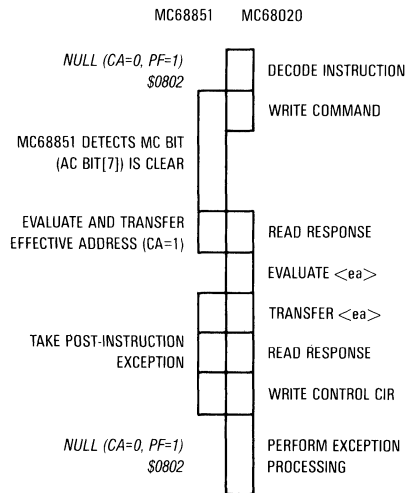 MC68851 MC68020
NULL (CA=0, PF=1)
$0802
DECODE INSTRUCTION
WRITE COMMAND
MC68851 DETECTS MC BIT
(AC BIT[7]) IS CLEAR
EVALUATE AND TRANSFER
EFFECTIVE ADDRESS (CA=1)
READ RESPONSE
EVALUATE <ea>
TRANSFER <ea>
TAKE POST-INSTRUCTION
EXCEPTION
READ RESPONSE
WRITE CONTROL CIR
NULL (CA=0, PF=1)
$0802
PERFORM EXCEPTION
PROCESSING